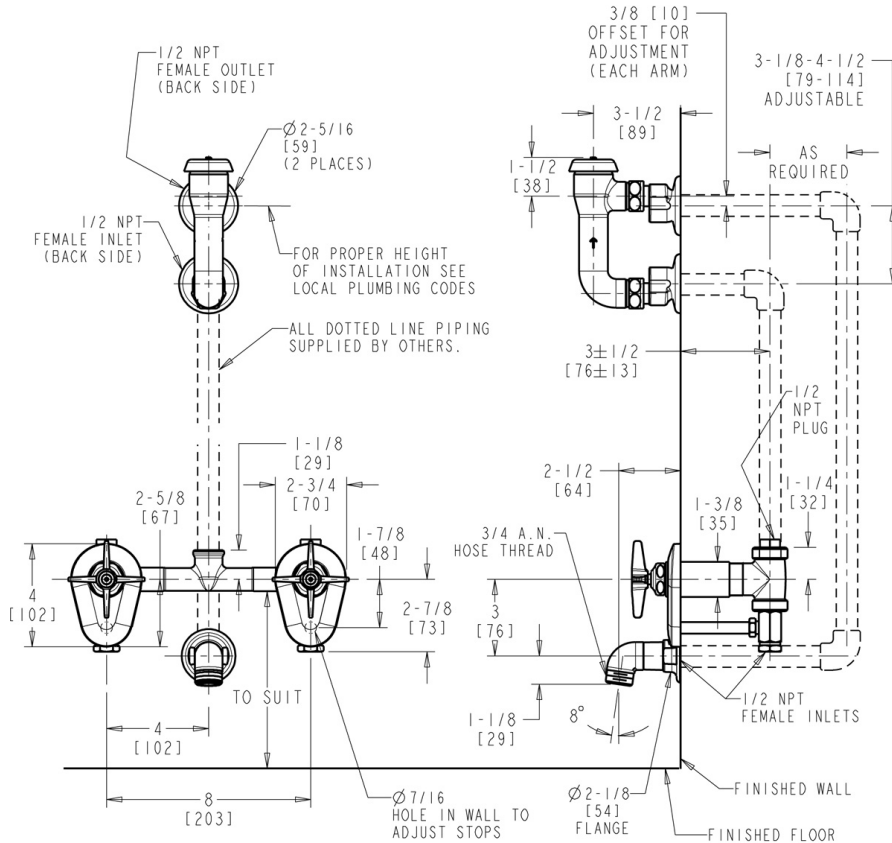 3/8 [10]
OFFSET FOR
ADJUSTMENT
(EACH ARM)
1/2 NPT
FEMALE OUTLET
(BACK SIDE)
3-1/8-4-1/2
[79-114]
ADJUSTABLE
Ø2-5/16
[59]
(2 PLACES)
3-1/2
[89]
1-1/2
[38]
AS
REQUIRED
1/2 NPT
FEMALE INLET
(BACK SIDE)
FOR PROPER HEIGHT
OF INSTALLATION SEE
LOCAL PLUMBING CODES
ALL DOTTED LINE PIPING
SUPPLIED BY OTHERS.
3±1/2
[76±13]
1/2
NPT
PLUG
1-1/8
[29]
2-3/4
[70]
2-5/8
[67]
1-7/8
[48]
2-1/2
[64]
1-3/8
[35]
1-1/4
[32]
3/4 A.N.
HOSE THREAD
4
[102]
2-7/8
[73]
3
[76]
TO SUIT
4
[102]
1-1/8
[29]
8°
1/2 NPT
FEMALE INLETS
8
[203]
Ø7/16
HOLE IN WALL TO
ADJUST STOPS
Ø2-1/8
[54]
FLANGE
FINISHED WALL
FINISHED FLOOR